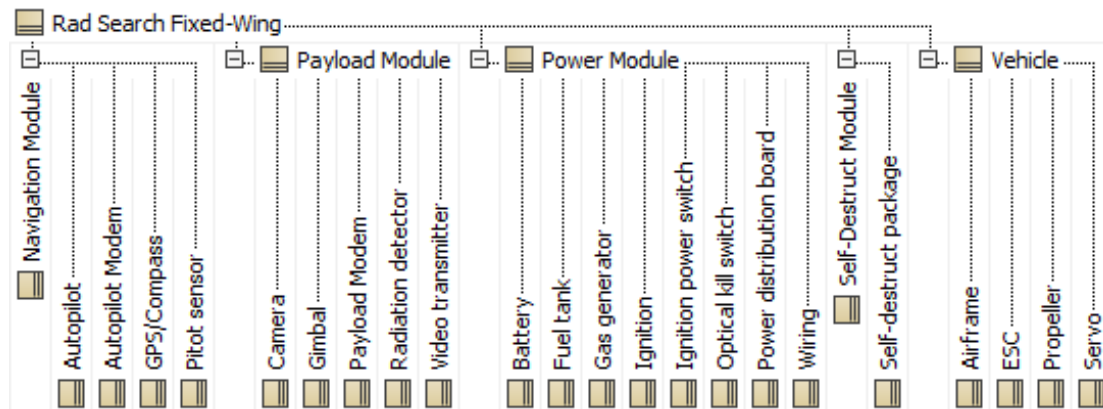 Rad Search Fixed-Wing
Navigation Module
Autopilot
Autopilot Modem
GPS/Compass
Pitot sensor
Payload Module
Camera
Gimbal
Payload Modem
Radiation detector
Video transmitter
Power Module
Battery
Fuel tank
Gas generator
Ignition
Ignition power switch
Optical kill switch
Power distribution board
Wiring
Self-Destruct Module
Self-destruct package
Vehicle
Airframe
ESC
Propeller
Servo